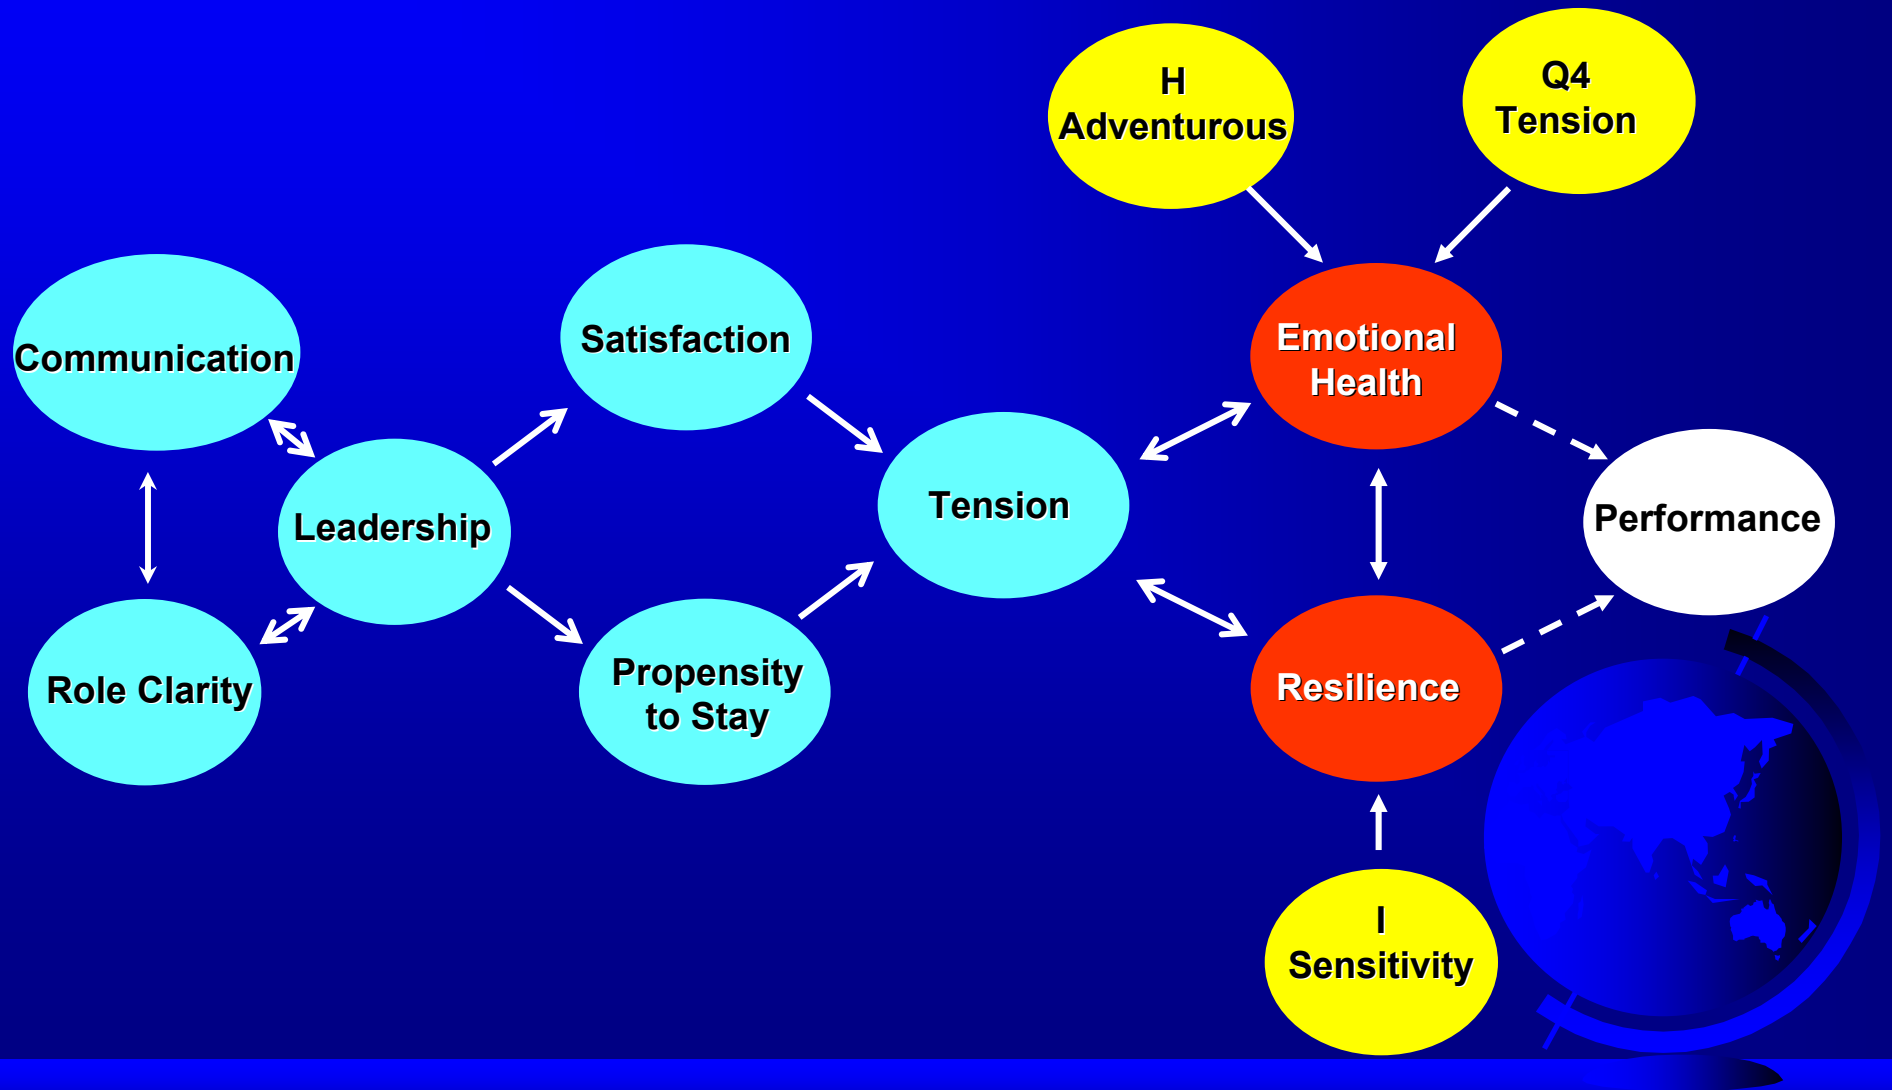 H
Adventurous
Q4
Tension
Communication
Satisfaction
Emotional
Health
Leadership
Tension
Performance
Role Clarity
Propensity
to Stay
Resilience
I
Sensitivity